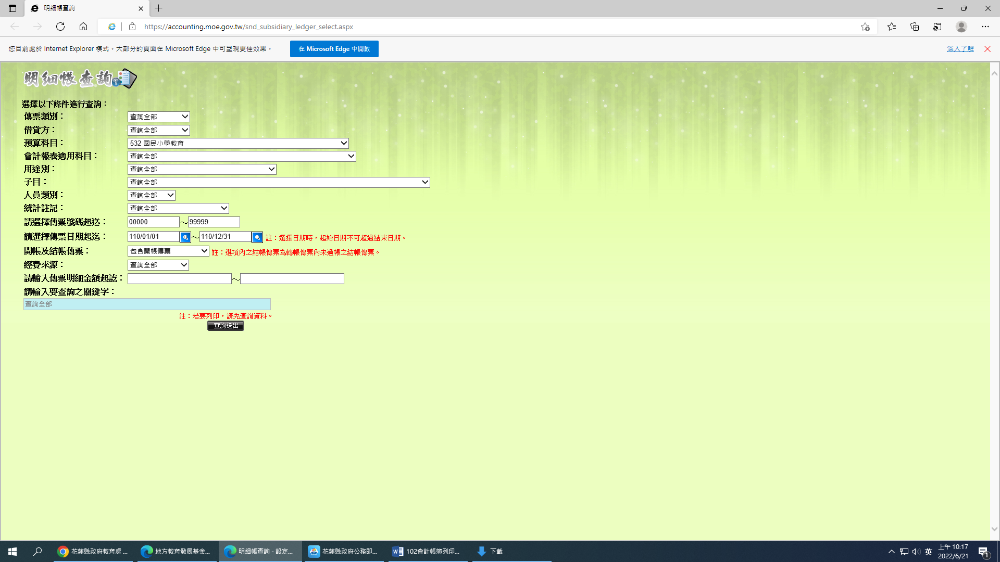 明細帳查詢
https://accounting.moe.gov.tw/snd_subsidiary_ledger_select.aspx
您目前處於 Internet Explorer 模式。大部分的頁面在 Microsoft Edge 中可呈現更佳效果。 在 Microsoft Edge 中開啟 深入了解
明細帳查詢
選擇以下條件進行查詢：
傳票類別： 查詢全部
借貸方： 查詢全部
預算科目： 532 國民小學教育
會計報表適用科目： 查詢全部
用途別： 查詢全部
子目： 查詢全部
人員類別： 查詢全部
統計註記： 查詢全部
請選擇傳票號碼起迄： 00000 ～ 99999
請選擇傳票日期起迄： 110/01/01 ～ 110/12/31 註：選擇日期時，起始日期不可超過結束日期。
開帳及結帳傳票： 包含開帳傳票 註：選項內之結帳傳票為轉帳傳票內未過帳之結帳傳票。
經費來源： 查詢全部
請輸入傳票明細金額起訖： ～
請輸入要查詢之關鍵字：
查詢全部
註：若要列印，請先查詢資料。
查詢送出
花蓮縣政府教育處 ... 地方教育發展基金... 明細帳查詢 - 設定... 花蓮縣政府公務即... 102會計帳簿列印... 下載 英 上午 10:17
2022/6/21 1